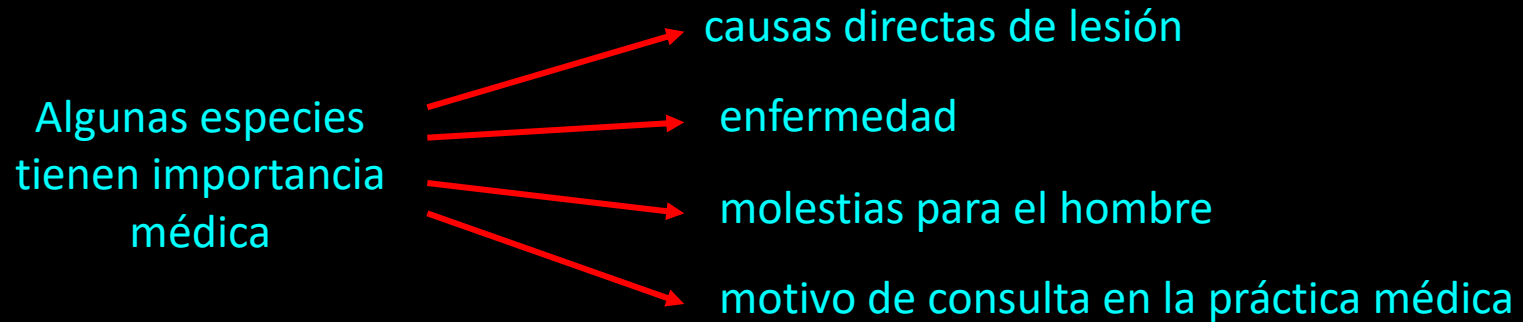 Algunas especies
tienen importancia
médica
causas directas de lesión
enfermedad
molestias para el hombre
motivo de consulta en la práctica médica